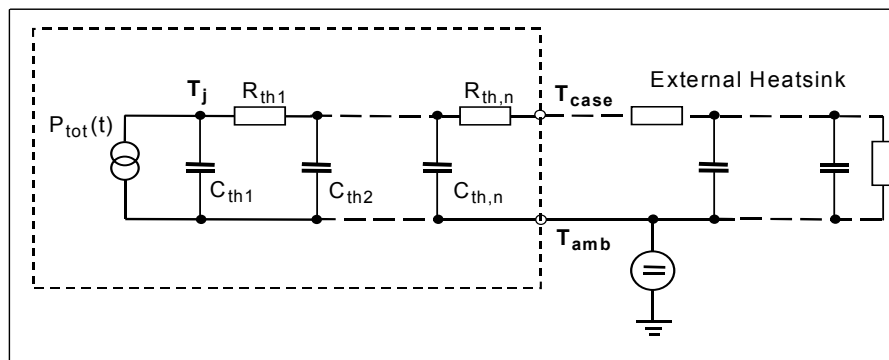 External Heatsink
P_tot(t)
T_j
R_th1
R_th,n
T_case
C_th1
C_th2
C_th,n
T_amb